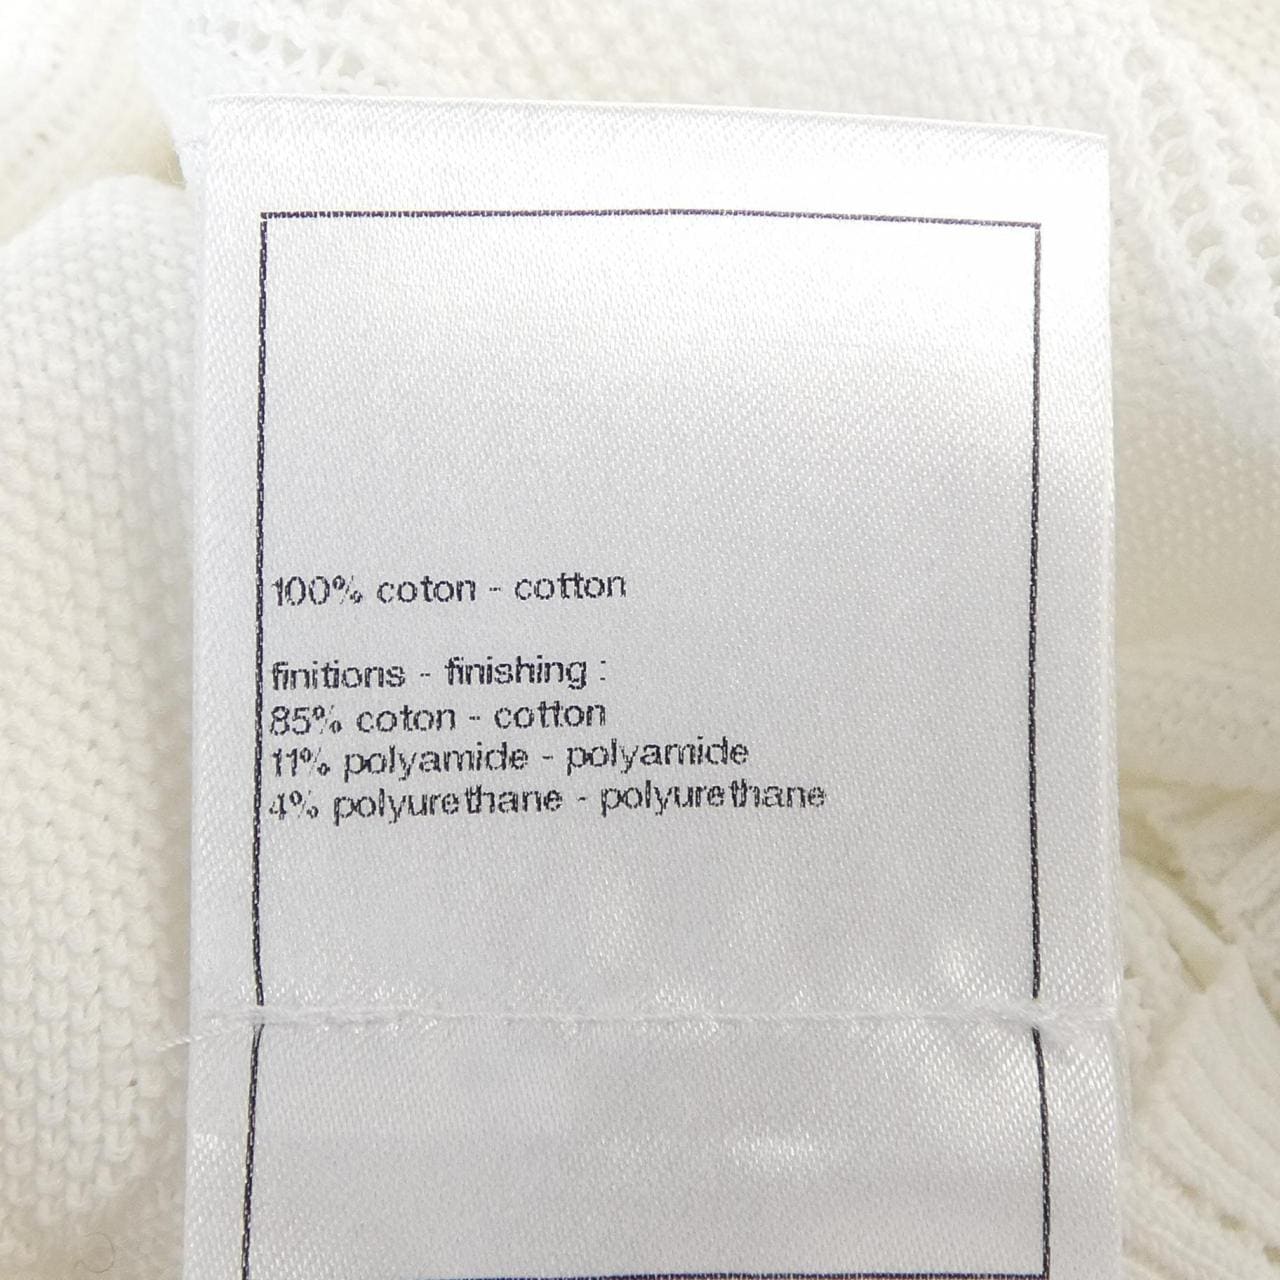 100% coton - cotton
finitions - finishing :
85% coton - cotton
11% polyamide - polyamide
4% polyurethane - polyurethane